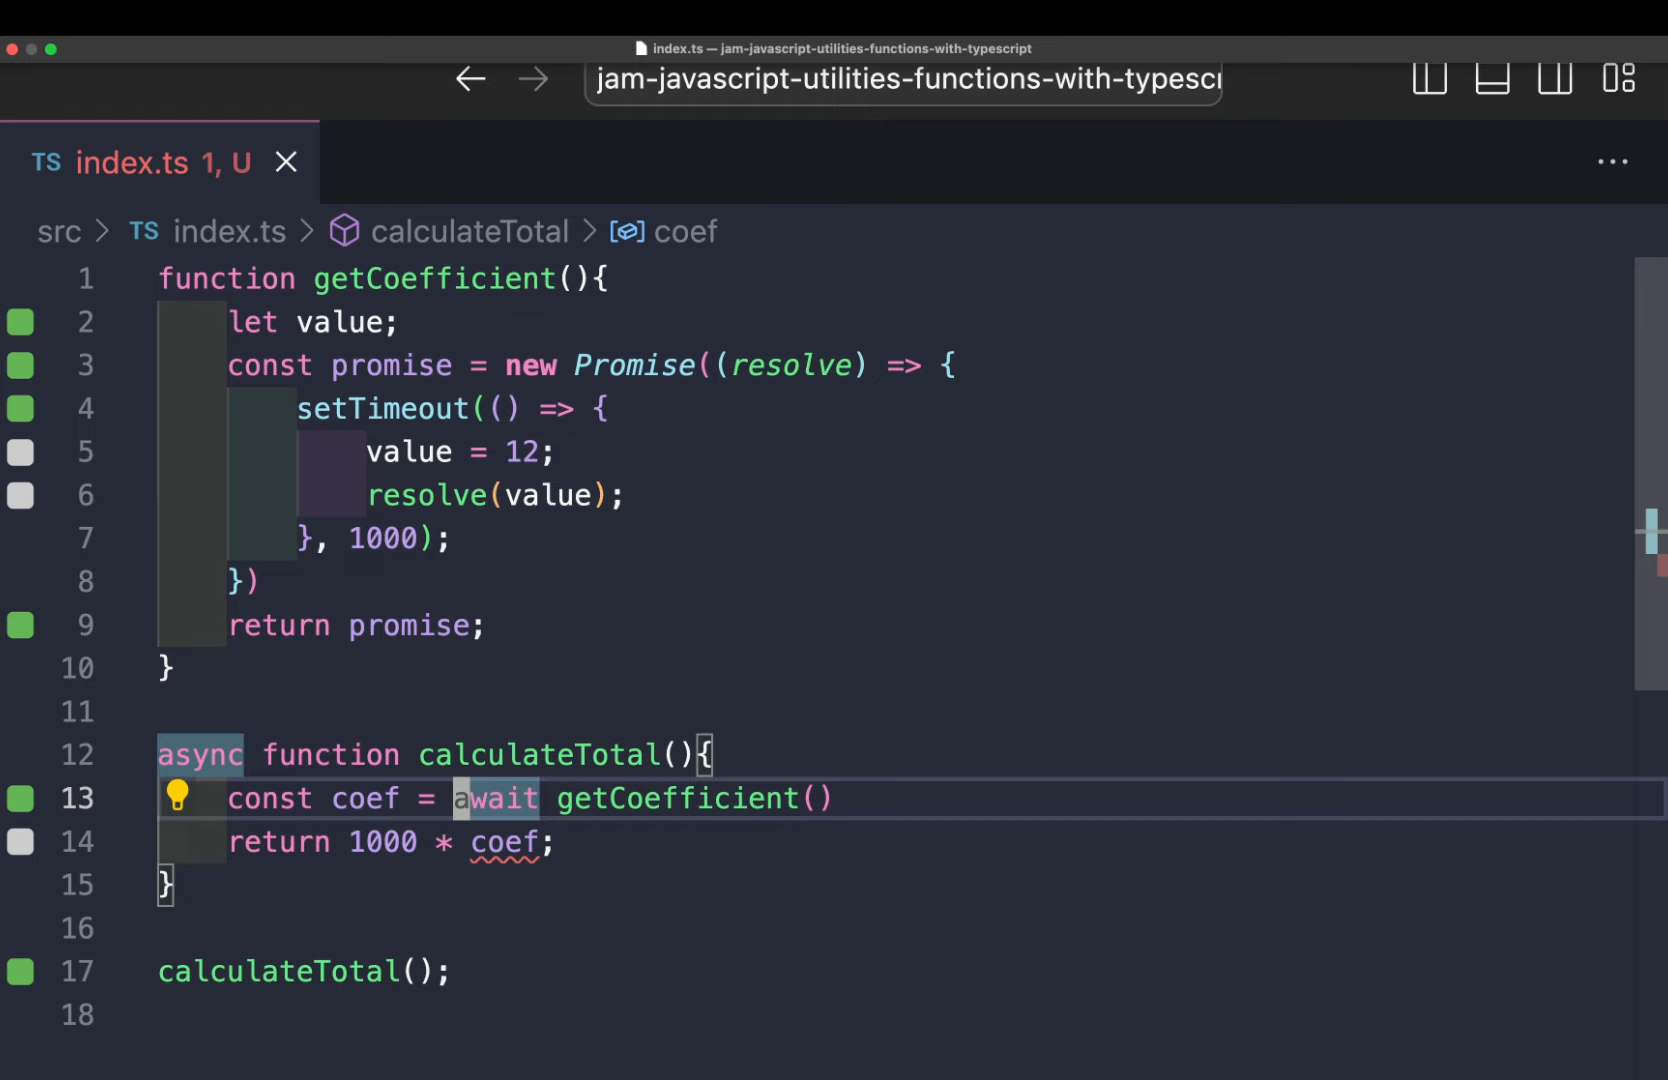 index.ts — jam-javascript-utilities-functions-with-typescript
jam-javascript-utilities-functions-with-typescr
TS index.ts 1, U
src > TS index.ts > calculateTotal > coef
1 function getCoefficient(){
2 let value;
3 const promise = new Promise((resolve) => {
4 setTimeout(() => {
5 value = 12;
6 resolve(value);
7 }, 1000);
8 })
9 return promise;
10 }
11
12 async function calculateTotal(){
13 const coef = await getCoefficient()
14 return 1000 * coef;
15 }
16
17 calculateTotal();
18